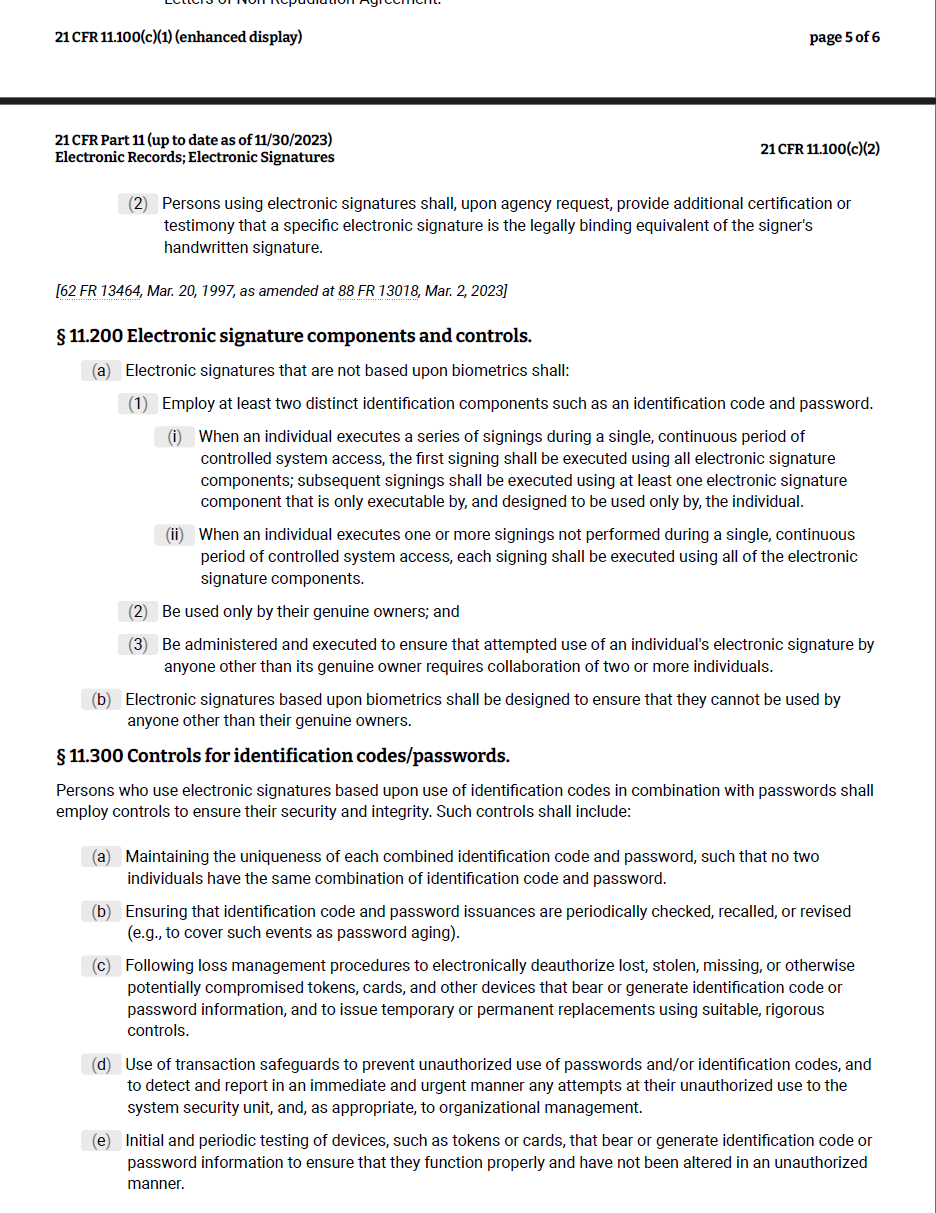 Letters of Non-Repudiation Agreement.
21 CFR 11.100(c)(1) (enhanced display) page 5 of 6
21 CFR Part 11 (up to date as of 11/30/2023)
Electronic Records; Electronic Signatures
21 CFR 11.100(c)(2)
(2) Persons using electronic signatures shall, upon agency request, provide additional certification or
testimony that a specific electronic signature is the legally binding equivalent of the signer's
handwritten signature.
[62 FR 13464, Mar. 20, 1997, as amended at 88 FR 13018, Mar. 2, 2023]
§ 11.200 Electronic signature components and controls.
(a) Electronic signatures that are not based upon biometrics shall:
(1) Employ at least two distinct identification components such as an identification code and password.
(i) When an individual executes a series of signings during a single, continuous period of
controlled system access, the first signing shall be executed using all electronic signature
components; subsequent signings shall be executed using at least one electronic signature
component that is only executable by, and designed to be used only by, the individual.
(ii) When an individual executes one or more signings not performed during a single, continuous
period of controlled system access, each signing shall be executed using all of the electronic
signature components.
(2) Be used only by their genuine owners; and
(3) Be administered and executed to ensure that attempted use of an individual's electronic signature by
anyone other than its genuine owner requires collaboration of two or more individuals.
(b) Electronic signatures based upon biometrics shall be designed to ensure that they cannot be used by
anyone other than their genuine owners.
§ 11.300 Controls for identification codes/passwords.
Persons who use electronic signatures based upon use of identification codes in combination with passwords shall
employ controls to ensure their security and integrity. Such controls shall include:
(a) Maintaining the uniqueness of each combined identification code and password, such that no two
individuals have the same combination of identification code and password.
(b) Ensuring that identification code and password issuances are periodically checked, recalled, or revised
(e.g., to cover such events as password aging).
(c) Following loss management procedures to electronically deauthorize lost, stolen, missing, or otherwise
potentially compromised tokens, cards, and other devices that bear or generate identification code or
password information, and to issue temporary or permanent replacements using suitable, rigorous
controls.
(d) Use of transaction safeguards to prevent unauthorized use of passwords and/or identification codes, and
to detect and report in an immediate and urgent manner any attempts at their unauthorized use to the
system security unit, and, as appropriate, to organizational management.
(e) Initial and periodic testing of devices, such as tokens or cards, that bear or generate identification code or
password information to ensure that they function properly and have not been altered in an unauthorized
manner.